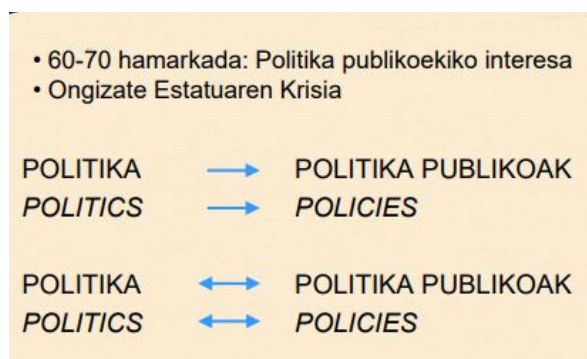 • 60-70 hamarkada: Politika publikoekiko interesa
• Ongizate Estatuaren Krisia
POLITIKA → POLITIKA PUBLIKOAK
POLITICS → POLICIES
POLITIKA ↔ POLITIKA PUBLIKOAK
POLITICS ↔ POLICIES